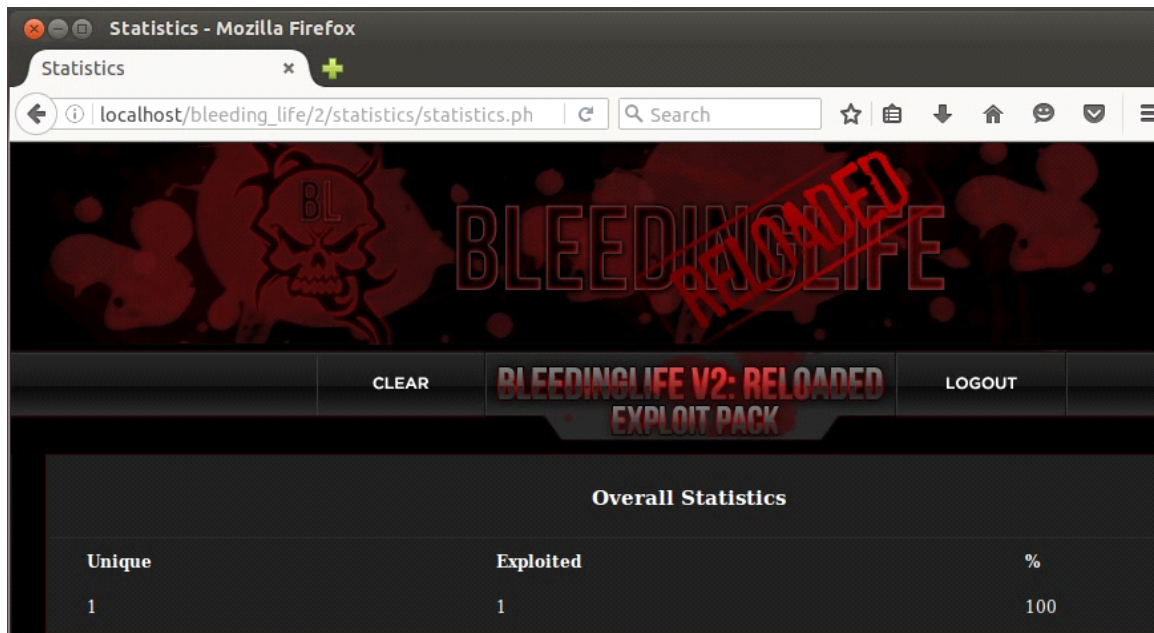 Statistics - Mozilla Firefox
Statistics
localhost/bleeding_life/2/statistics/statistics.ph
Search
BL
BLEEDINGLIFE
RELOADED
CLEAR
BLEEDINGLIFE V2: RELOADED
EXPLOIT PACK
LOGOUT
Overall Statistics
Unique Exploited %
1 1 100